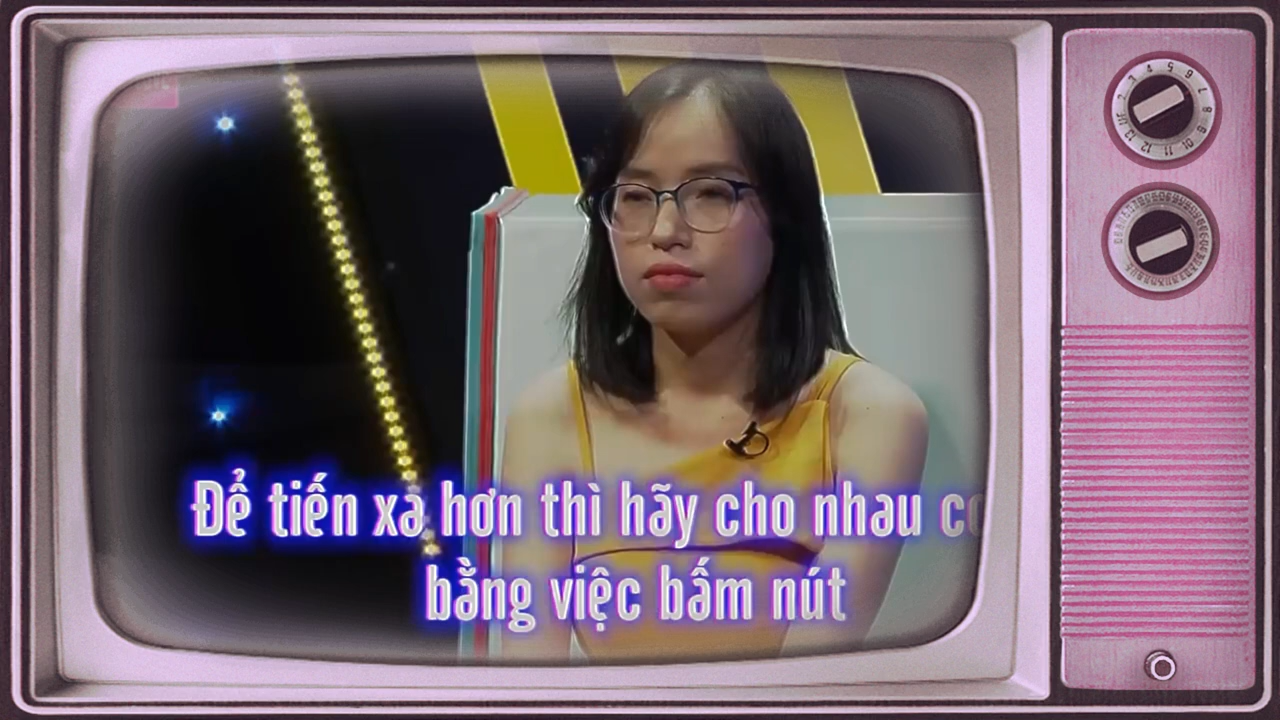 Để tiến xa hơn thì hãy cho nhau
bằng việc bấm nút